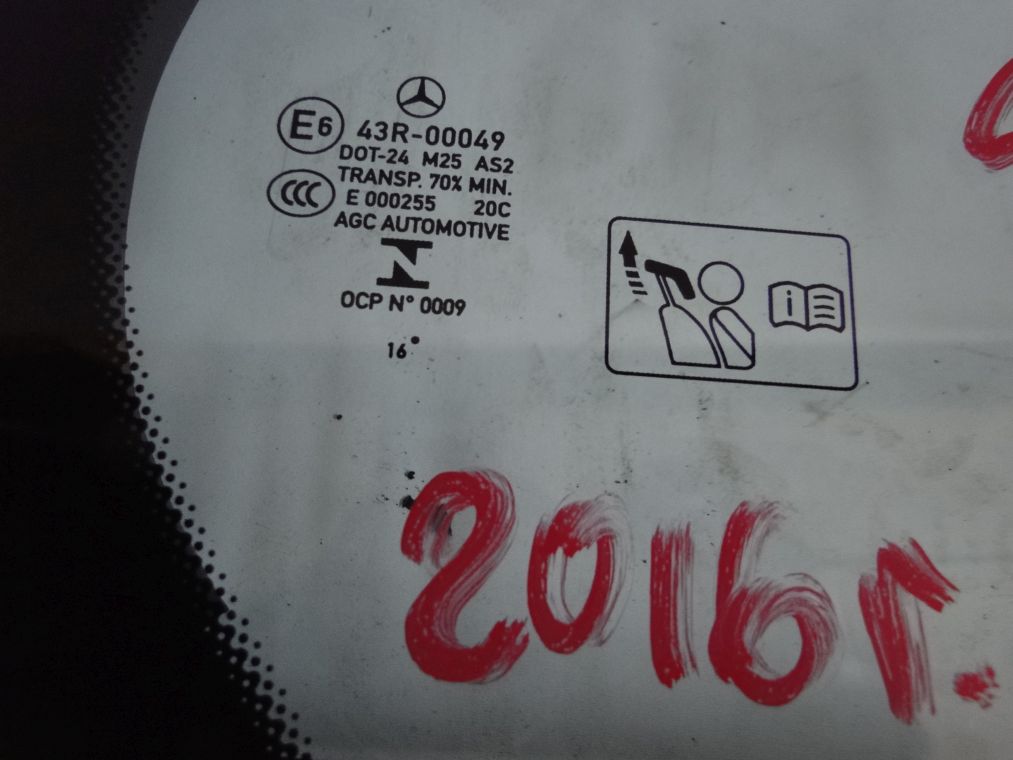 E6 43R-00049
DOT-24 M25 AS2
TRANSP. 70% MIN.
CCC E 000255 20C
AGC AUTOMOTIVE
OCP N° 0009
16
i
2016г.